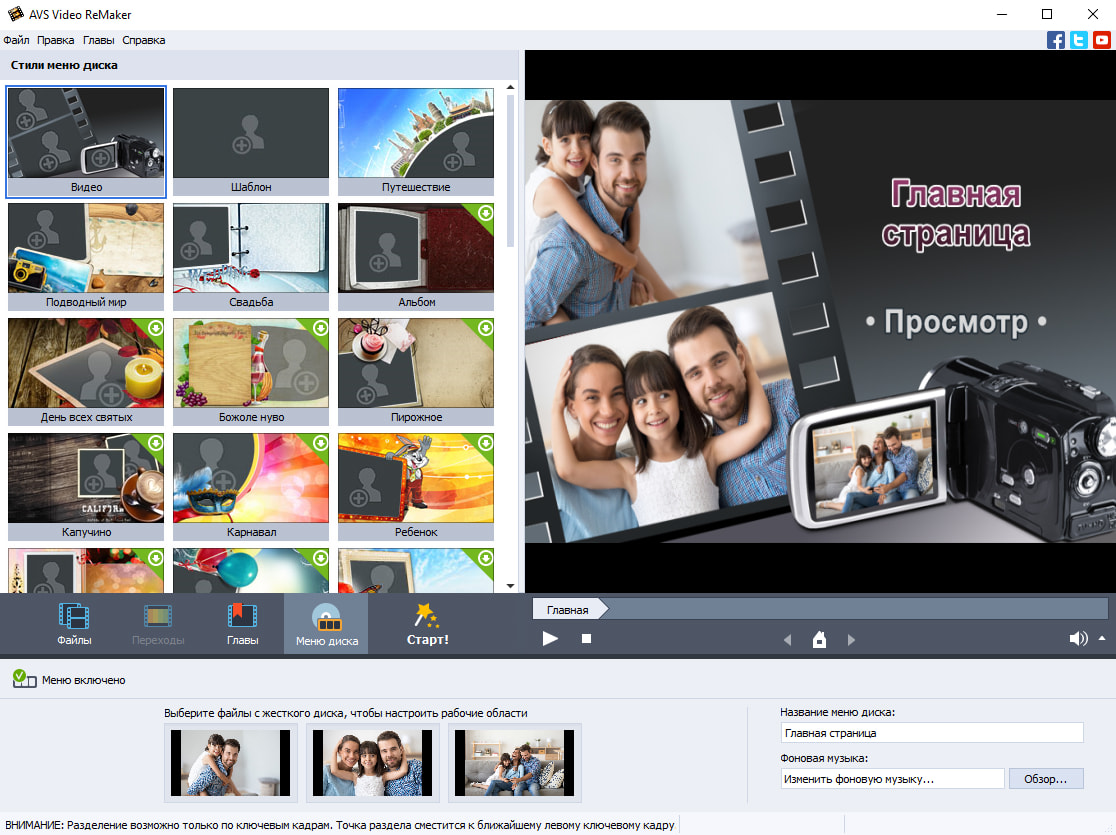 AVS Video ReMaker
Файл Правка Главы Справка
Стили меню диска
Видео
Шаблон
Путешествие
Подводный мир
Свадьба
Альбом
День всех святых
Божоле нуво
Пирожное
Капучино
Карнавал
Ребенок
Главная
страница
• Просмотр •
Файлы
Переходы
Главы
Меню диска
Старт!
Главная
Меню включено
Выберите файлы с жесткого диска, чтобы настроить рабочие области
Название меню диска:
Главная страница
Фоновая музыка:
Изменить фоновую музыку...
Обзор...
ВНИМАНИЕ: Разделение возможно только по ключевым кадрам. Точка раздела сместится к ближайшему левому ключевому кадру